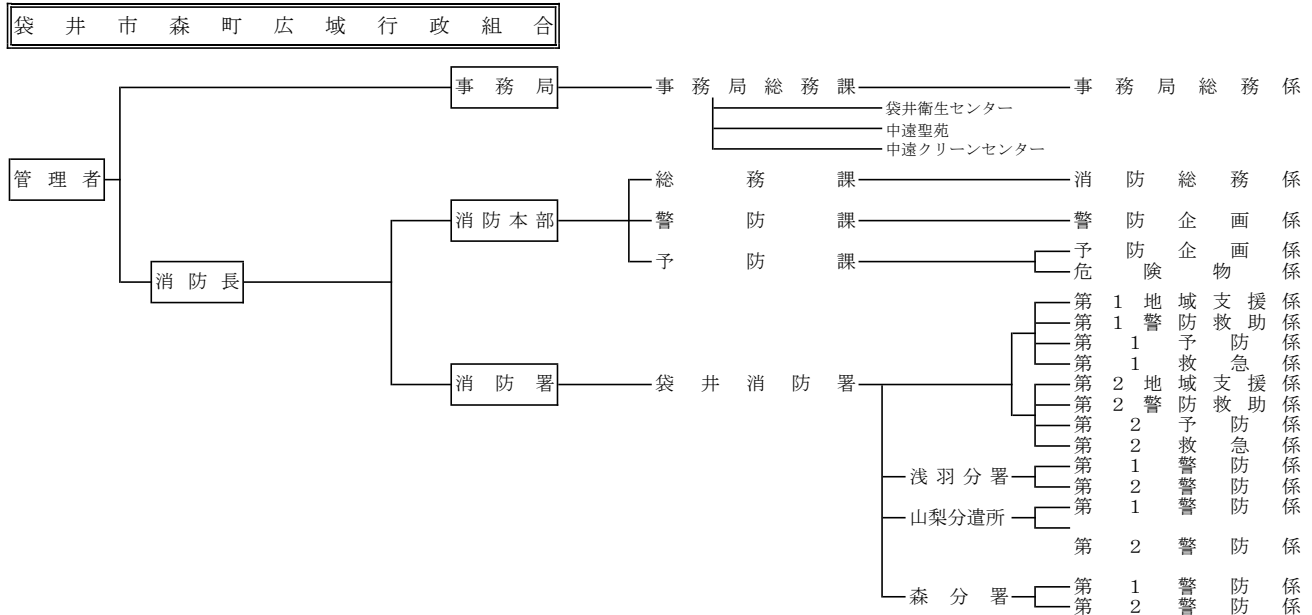 袋井市森町広域行政組合
事務局 事務局総務課 事務局総務係
袋井衛生センター
中遠聖苑
中遠クリーンセンター
管理者 総務課 消防総務係
消防本部 警防課 警防企画係
予防課 予防企画係
危険物係
消防長
第1地域支援係
第1警防救助係
第1予防係
第1救急係
消防署 袋井消防署 第2地域支援係
第2警防救助係
第2予防係
第2救急係
浅羽分署 第1警防係
第2警防係
山梨分遣所 第1警防係
第2警防係
森分署 第1警防係
第2警防係